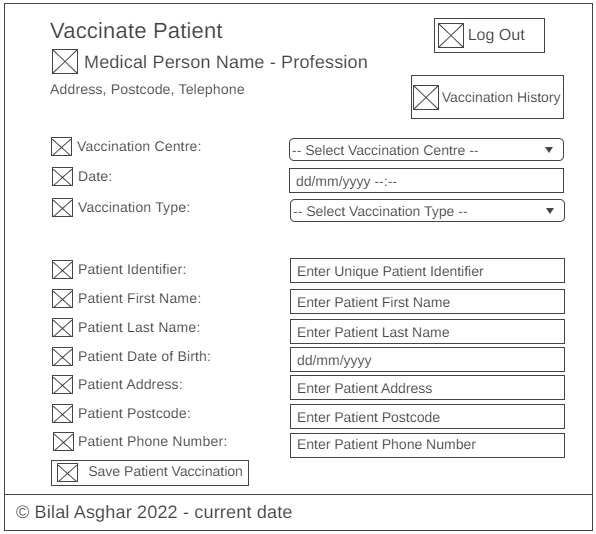 Vaccinate Patient
Log Out
Medical Person Name - Profession
Address, Postcode, Telephone
Vaccination History
Vaccination Centre: -- Select Vaccination Centre --
Date: dd/mm/yyyy --:--
Vaccination Type: -- Select Vaccination Type --
Patient Identifier: Enter Unique Patient Identifier
Patient First Name: Enter Patient First Name
Patient Last Name: Enter Patient Last Name
Patient Date of Birth: dd/mm/yyyy
Patient Address: Enter Patient Address
Patient Postcode: Enter Patient Postcode
Patient Phone Number: Enter Patient Phone Number
Save Patient Vaccination
© Bilal Asghar 2022 - current date